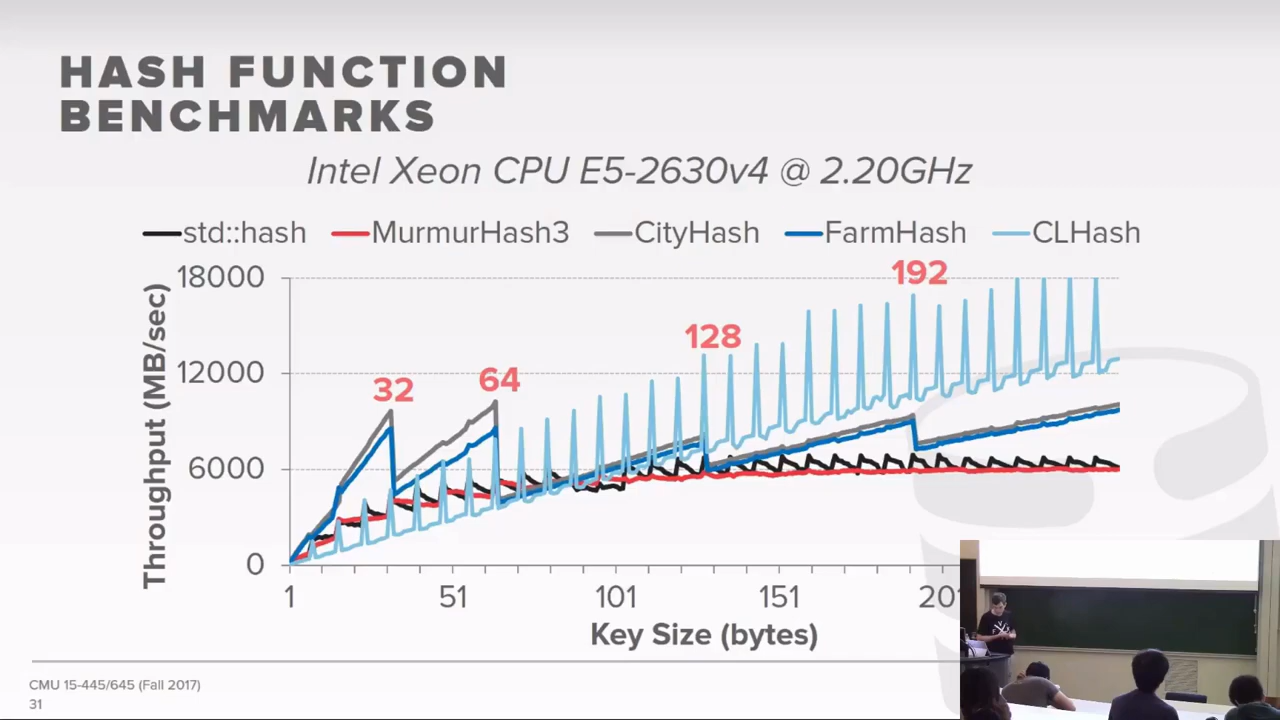 HASH FUNCTION
BENCHMARKS
Intel Xeon CPU E5-2630v4 @ 2.20GHz
std::hash MurmurHash3 CityHash FarmHash CLHash
Throughput (MB/sec)
18000
12000
6000
0
32
64
128
192
1 51 101 151 201
Key Size (bytes)
CMU 15-445/645 (Fall 2017)
31